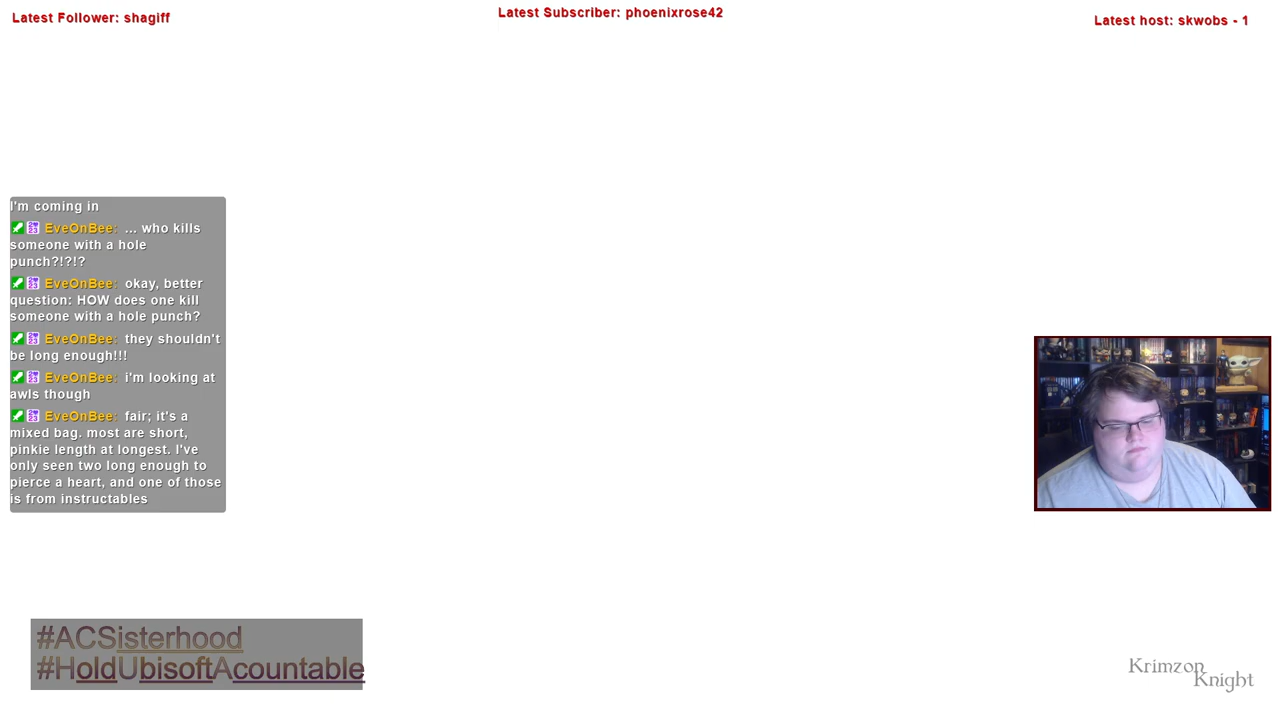 Latest Follower: shagiff
Latest Subscriber: phoenixrose42
Latest host: skwobs - 1
I'm coming in
EveOnBee: ... who kills
someone with a hole
punch?!?!?
EveOnBee: okay, better
question: HOW does one kill
someone with a hole punch?
EveOnBee: they shouldn't
be long enough!!!
EveOnBee: i'm looking at
awls though
EveOnBee: fair; it's a
mixed bag. most are short,
pinkie length at longest. I've
only seen two long enough to
pierce a heart, and one of those
is from instructables
#ACSisterhood
#HoldUbisoftAcountable
Krimzon
Knight